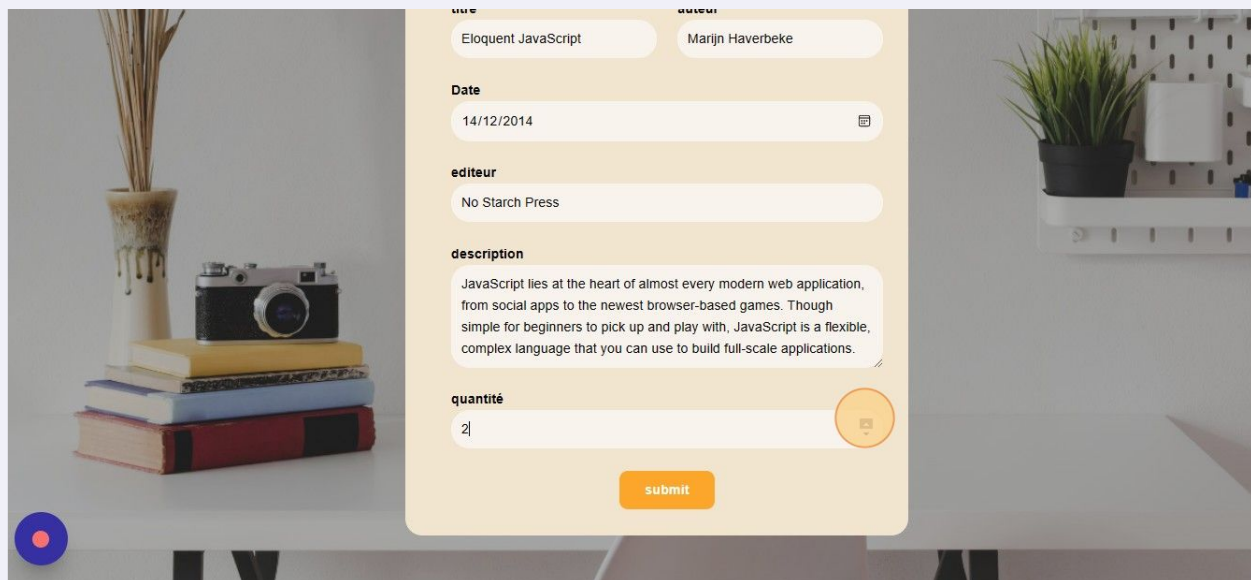 titre auteur
Eloquent JavaScript Marijn Haverbeke
Date
14/12/2014
editeur
No Starch Press
description
JavaScript lies at the heart of almost every modern web application,
from social apps to the newest browser-based games. Though
simple for beginners to pick up and play with, JavaScript is a flexible,
complex language that you can use to build full-scale applications.
quantité
2
submit